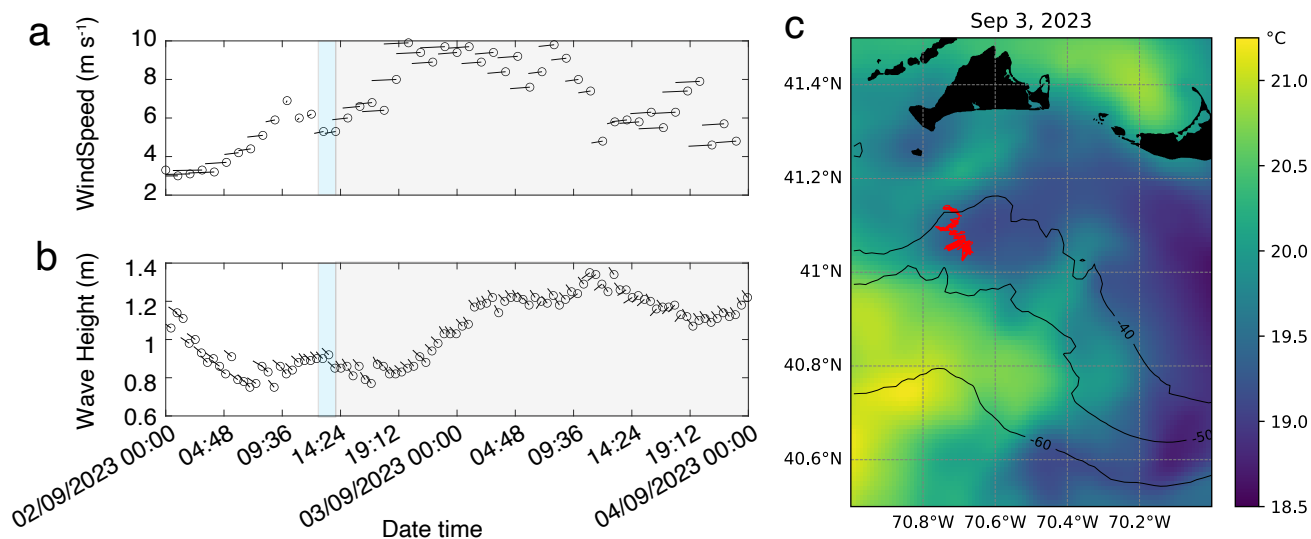 a
WindSpeed (m s⁻¹)
10
8
6
4
2
b
Wave Height (m)
1.4
1.2
1
0.8
0.6
02/09/2023 00:00
04:48
09:36
14:24
19:12
03/09/2023 00:00
04:48
09:36
14:24
19:12
04/09/2023 00:00
Date time
c
Sep 3, 2023
41.4°N
41.2°N
41°N
40.8°N
40.6°N
-40
-50
-60
70.8°W 70.6°W 70.4°W 70.2°W
°C
21.0
20.5
20.0
19.5
19.0
18.5